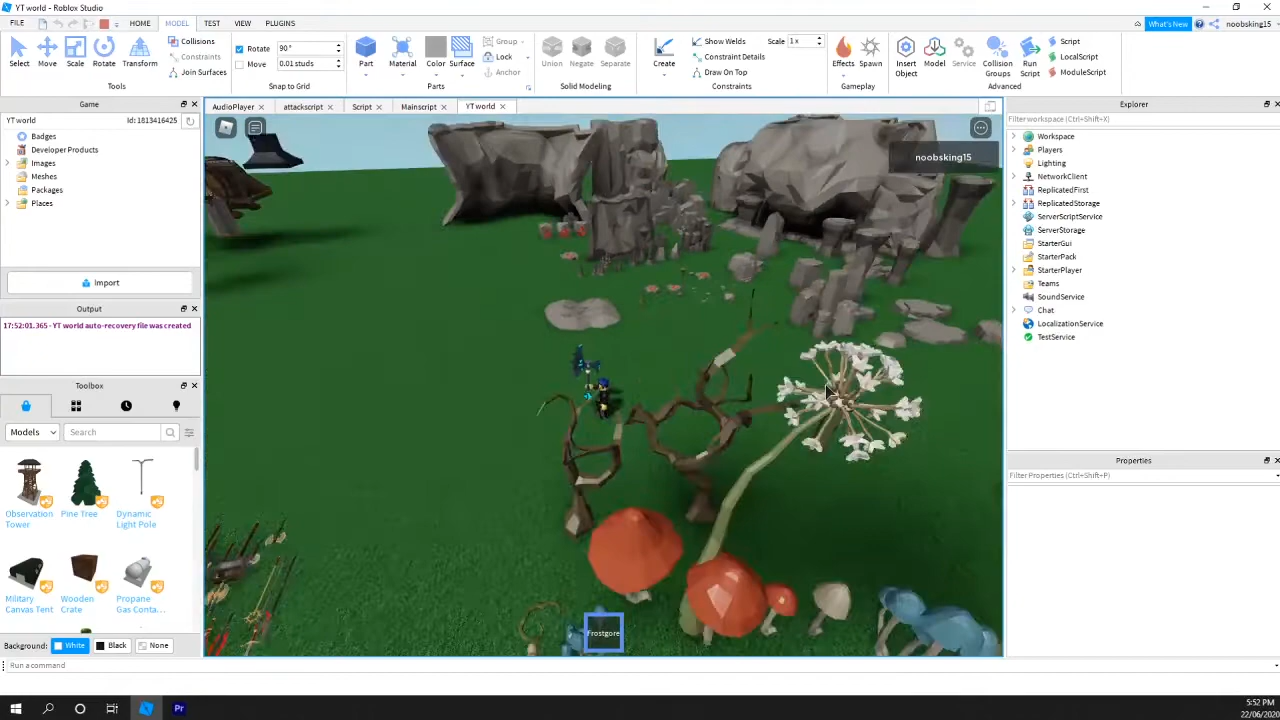 YT world - Roblox Studio
FILE HOME MODEL TEST VIEW PLUGINS What's New noobsking15
Select Move Scale Rotate Transform
Collisions
Constraints
Join Surfaces
Tools
Rotate 90°
Move 0.01 studs
Snap to Grid
Part Material Color Surface
Group
Lock
Anchor
Parts
Union Negate Separate
Solid Modeling
Create
Show Welds
Constraint Details
Draw On Top
Scale 1 x
Constraints
Effects Spawn
Gameplay
Insert Object
Model
Service
Collision Groups
Run Script
Script
LocalScript
ModuleScript
Advanced
Game
YT world Id: 1813416425
Badges
Developer Products
Images
Meshes
Packages
Places
Import
Output
17:52:01.365 - YT world auto-recovery file was created
Toolbox
Models Search
Observation Tower
Pine Tree
Dynamic Light Pole
Military Canvas Tent
Wooden Crate
Propane Gas Conta...
Background: White Black None
Run a command
AudioPlayer attackscript Script Mainscript YT world
noobsking15
Frostgore
Explorer
Filter workspace (Ctrl+Shift+X)
Workspace
Players
Lighting
NetworkClient
ReplicatedFirst
ReplicatedStorage
ServerScriptService
ServerStorage
StarterGui
StarterPack
StarterPlayer
Teams
SoundService
Chat
LocalizationService
TestService
Properties
Filter Properties (Ctrl+Shift+P)
Pr
5:52 PM
22/06/2020